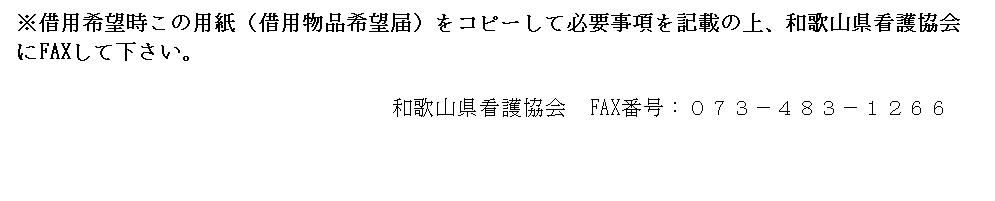 ※借用希望時この用紙（借用物品希望届）をコピーして必要事項を記載の上、和歌山県看護協会
にFAXして下さい。
和歌山県看護協会　FAX番号：０７３－４８３－１２６６